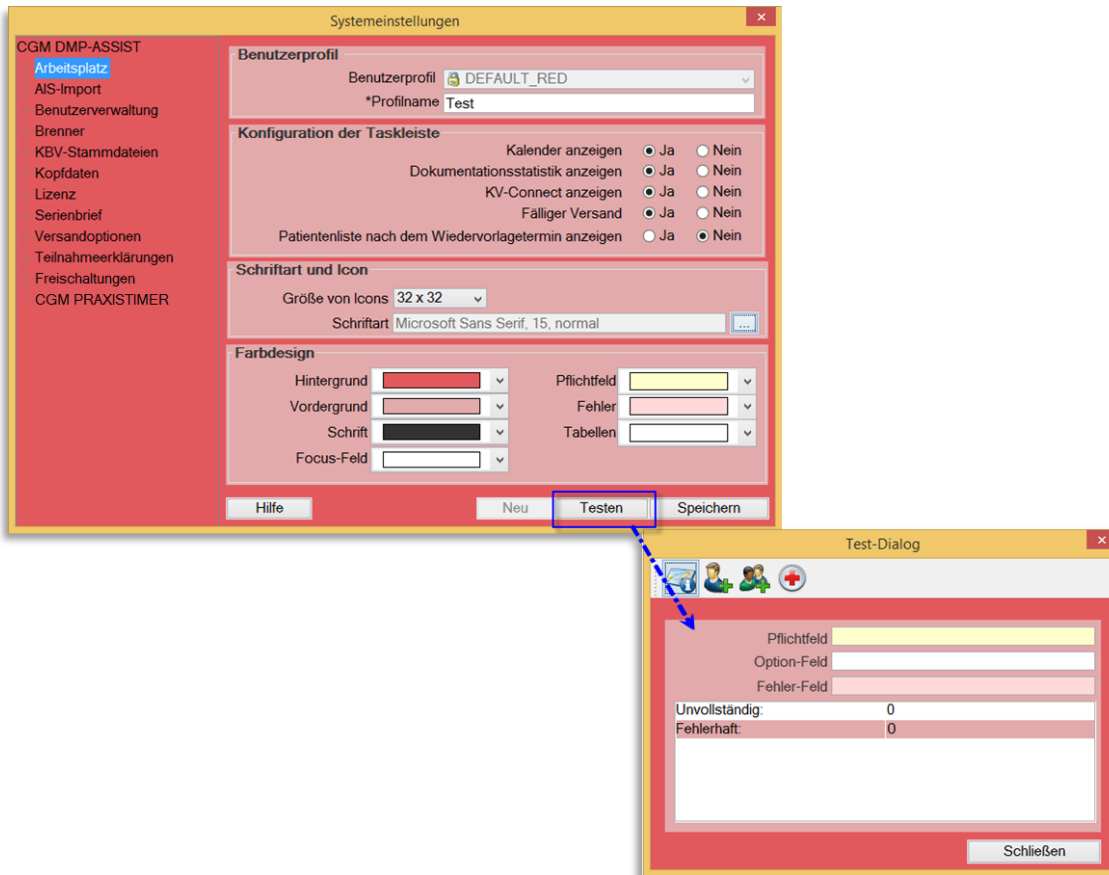 Systemeinstellungen
CGM DMP-ASSIST
Arbeitsplatz
AIS-Import
Benutzerverwaltung
Brenner
KBV-Stammdateien
Kopfdaten
Lizenz
Serienbrief
Versandoptionen
Teilnahmeerklärungen
Freischaltungen
CGM PRAXISTIMER
Benutzerprofil
Benutzerprofil DEFAULT_RED
*Profilname Test
Konfiguration der Taskleiste
Kalender anzeigen Ja Nein
Dokumentationsstatistik anzeigen Ja Nein
KV-Connect anzeigen Ja Nein
Fälliger Versand Ja Nein
Patientenliste nach dem Wiedervorlagetermin anzeigen Ja Nein
Schriftart und Icon
Größe von Icons 32 x 32
Schriftart Microsoft Sans Serif, 15, normal ...
Farbdesign
Hintergrund Pflichtfeld
Vordergrund Fehler
Schrift Tabellen
Focus-Feld
Hilfe Neu Testen Speichern
Test-Dialog
Pflichtfeld
Option-Feld
Fehler-Feld
Unvollständig: 0
Fehlerhaft: 0
Schließen